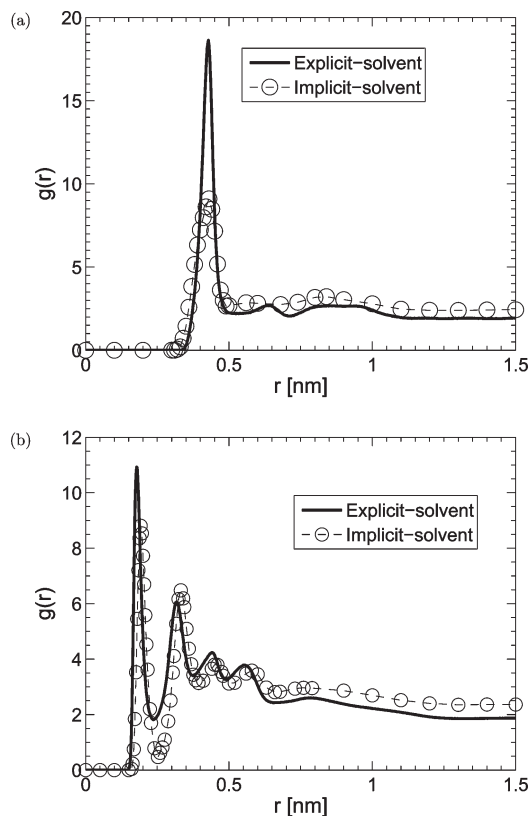 (a)
20
15
10
5
0
g(r)
Explicit-solvent
Implicit-solvent
0 0.5 1 1.5
r [nm]
(b)
12
10
8
6
4
2
0
g(r)
Explicit-solvent
Implicit-solvent
0 0.5 1 1.5
r [nm]